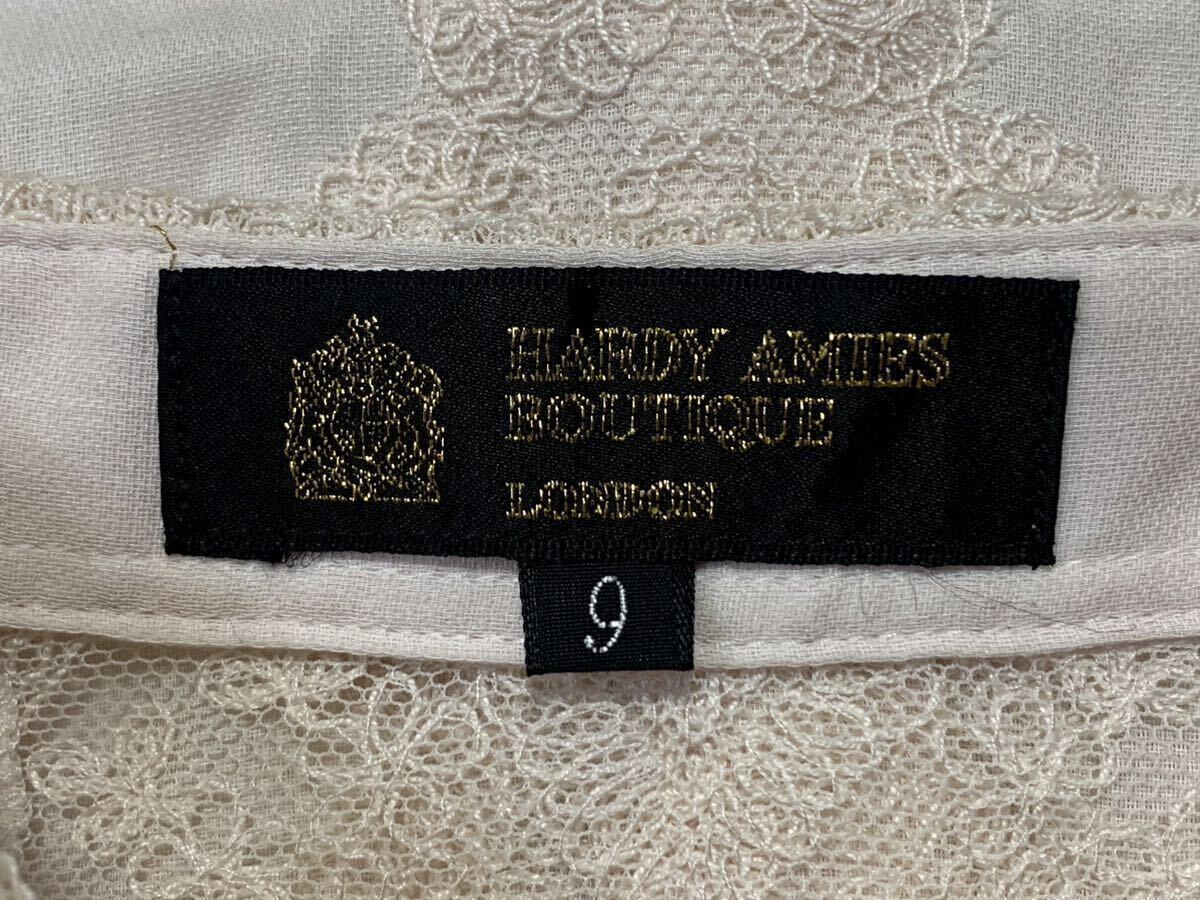 HARDY AMIES
BOUTIQUE
LONDON
9